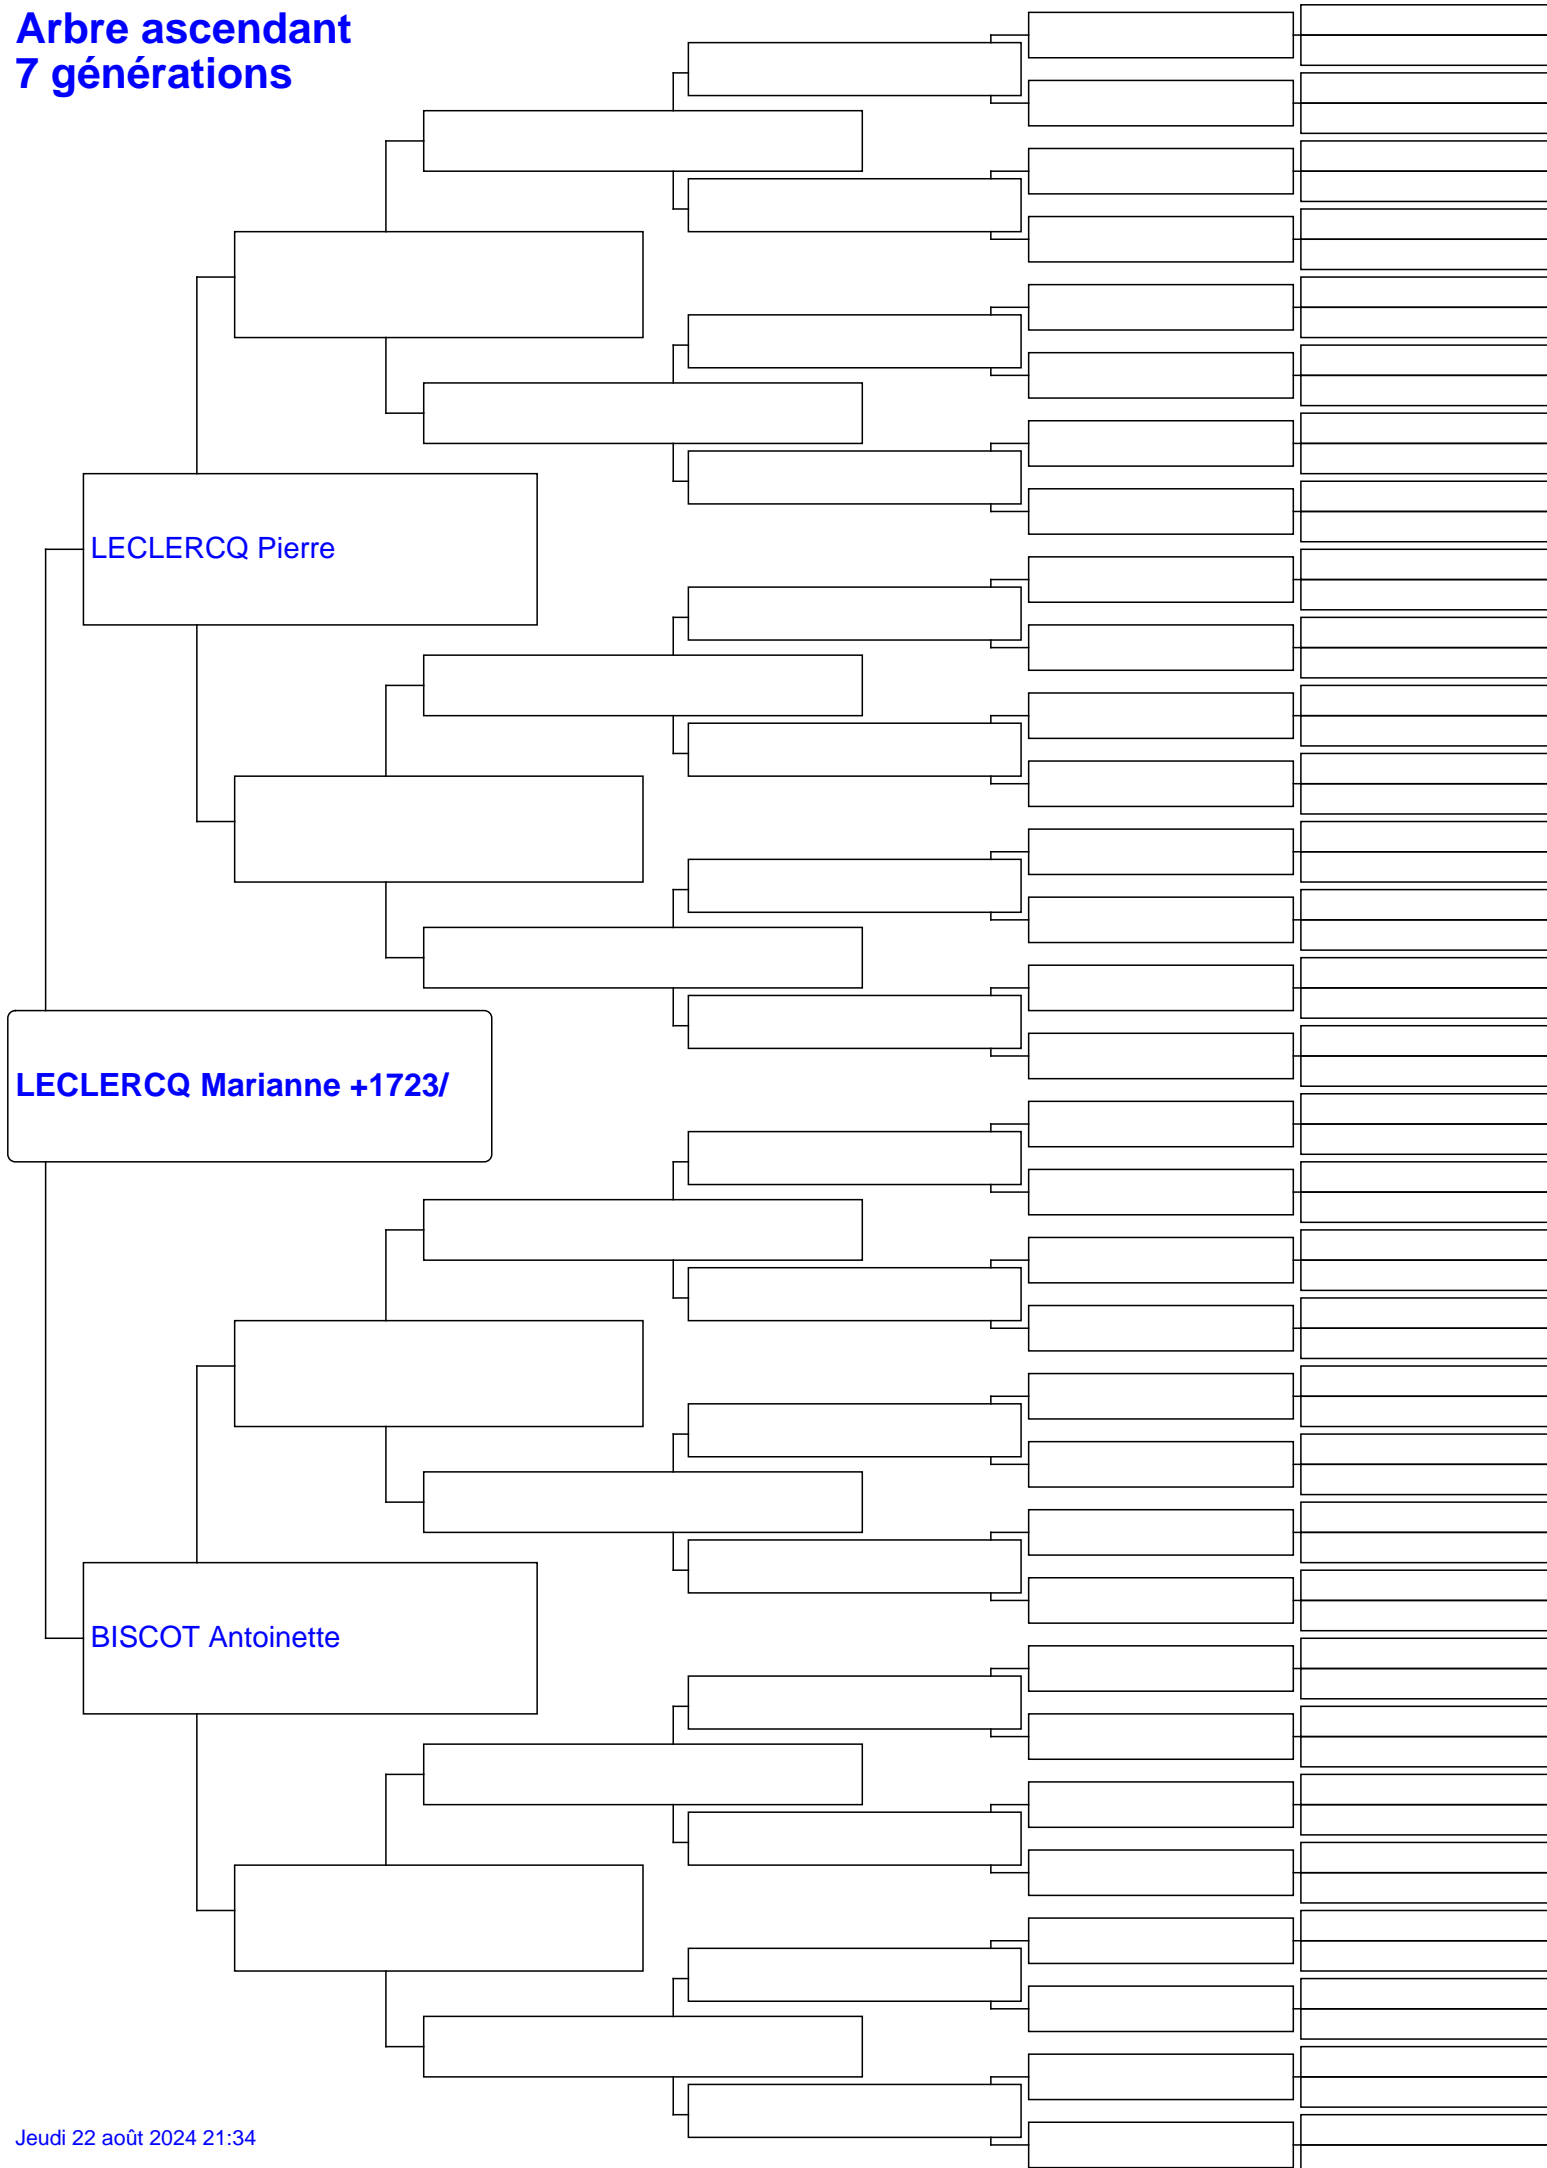 Arbre ascendant
7 générations
LECLERCQ Pierre
LECLERCQ Marianne +1723/
BISCOT Antoinette
Jeudi 22 août 2024 21:34